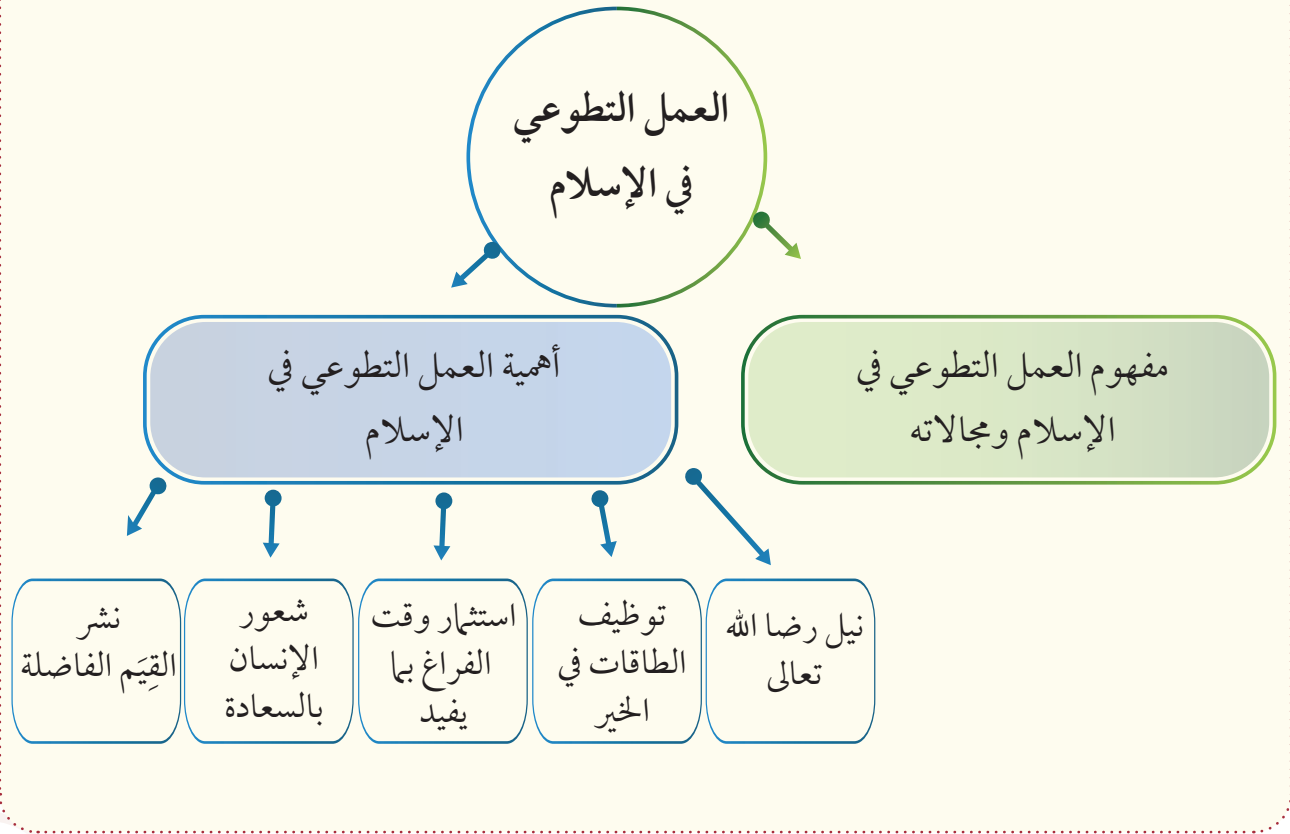 العمل التطوعي
في الإسلام
مفهوم العمل التطوعي في
الإسلام ومجالاته
أهمية العمل التطوعي في
الإسلام
نيل رضا الله
تعالى
توظيف
الطاقات في
الخير
استثمار وقت
الفراغ بما
يفيد
شعور
الإنسان
بالسعادة
نشر
القِيَم الفاضلة